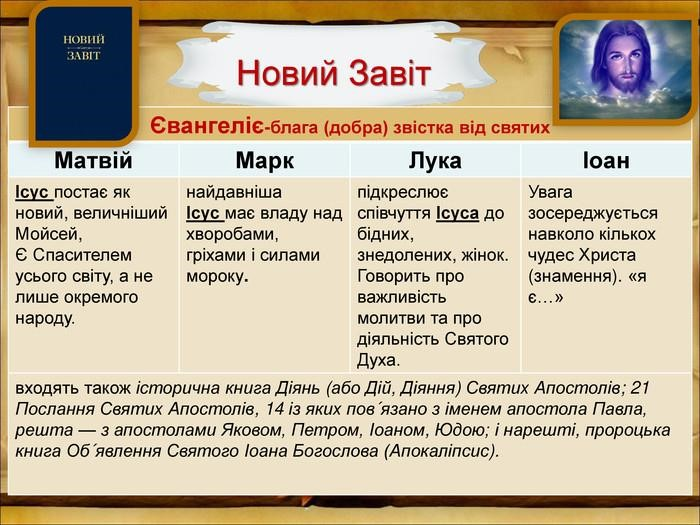 НОВИЙ
ЗАВІТ
Новий Завіт
Євангеліє-блага (добра) звістка від святих
Матвій
Марк
Лука
Іоан
Ісус постає як
новий, величніший
Мойсей,
Є Спасителем
усього світу, а не
лише окремого
народу.
найдавніша
Ісус має владу над
хворобами,
гріхами і силами
мороку.
підкреслює
співчуття Ісуса до
бідних,
знедолених, жінок.
Говорить про
важливість
молитви та про
діяльність Святого
Духа.
Увага
зосереджується
навколо кількох
чудес Христа
(знамення). «я
є…»
входять також історична книга Діянь (або Дій, Діяння) Святих Апостолів; 21
Послання Святих Апостолів, 14 із яких пов´язано з іменем апостола Павла,
решта — з апостолами Яковом, Петром, Іоаном, Юдою; і нарешті, пророцька
книга Об´явлення Святого Іоана Богослова (Апокаліпсис).